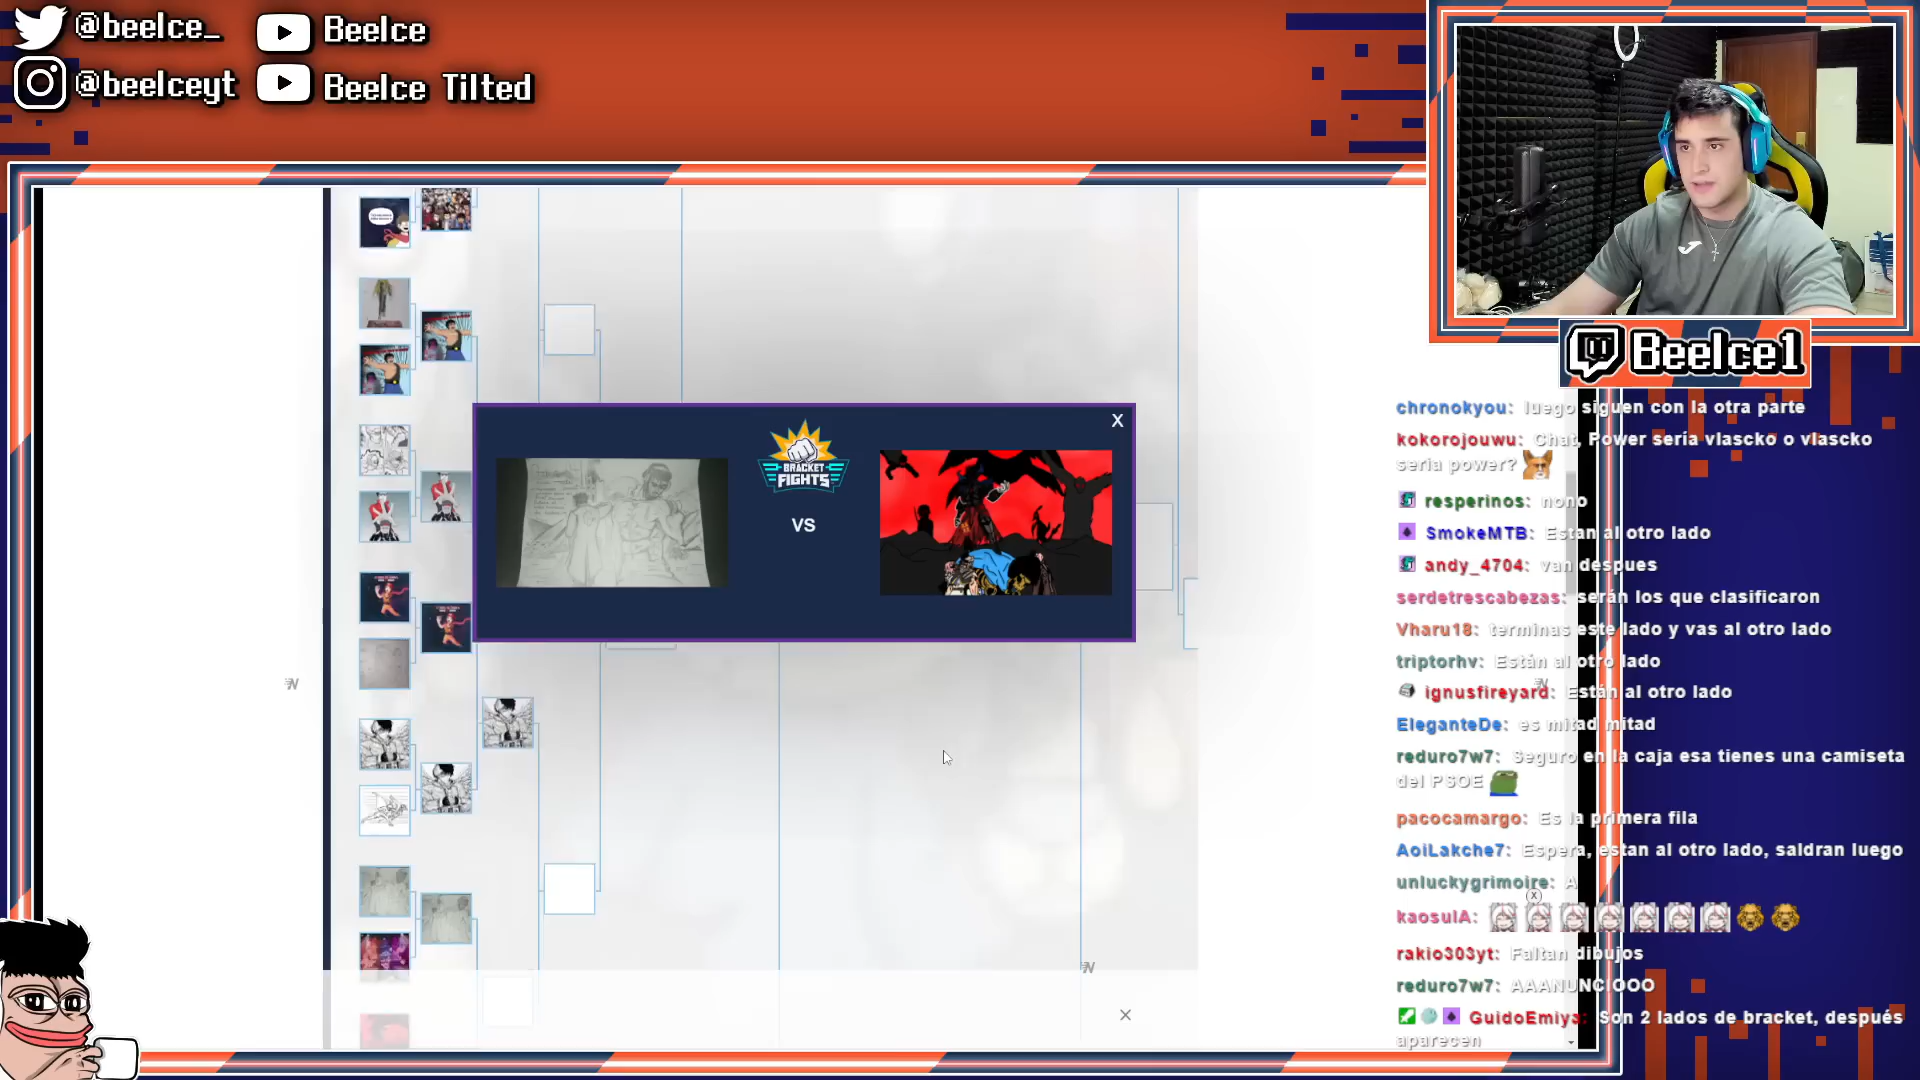 @beelce_
Beelce
@beelceyt
Beelce Tilted
X
BRACKET
FIGHTS
VS
Beelce1
chronokyou: luego siguen con la otra parte
kokorojouwu: Chat, Power sería vlascko o vlascko
seria power?
resperinos: nono
SmokeMTB: Estan al otro lado
andy_4704: van despues
serdetrescabezas: serán los que clasificaron
Vharu18: terminas este lado y vas al otro lado
triptorhv: Están al otro lado
ignusfireyard: Están al otro lado
EleganteDe: es mitad mitad
reduro7w7: Seguro en la caja esa tienes una camiseta
del PSOE
pacocamargo: Es la primera fila
AoiLakche7: Espera, estan al otro lado, saldran luego
unluckygrimoire: A
kaosulA:
rakio303yt: Faltan dibujos
reduro7w7: AAANUNCIOOO
GuidoEmiya: Son 2 lados de bracket, después
aparecen